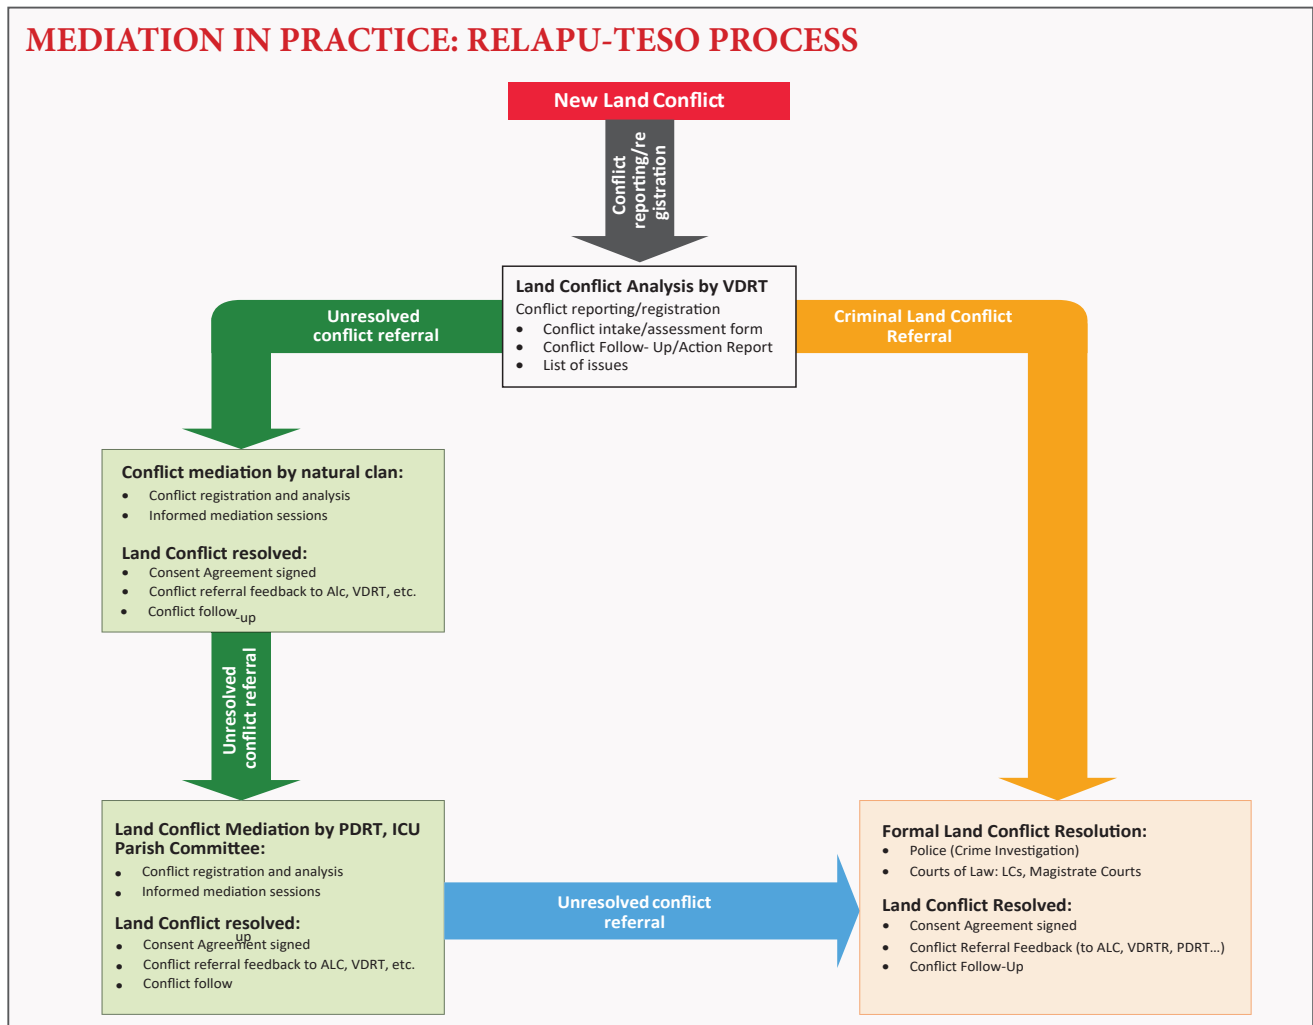 MEDIATION IN PRACTICE: RELAPU-TESO PROCESS
New Land Conflict
Conflict
reporting/re
gistration
Land Conflict Analysis by VDRT
Conflict reporting/registration
• Conflict intake/assessment form
• Conflict Follow- Up/Action Report
• List of issues
Unresolved
conflict referral
Criminal Land Conflict
Referral
Conflict mediation by natural clan:
• Conflict registration and analysis
• Informed mediation sessions
Land Conflict resolved:
• Consent Agreement signed
• Conflict referral feedback to Alc, VDRT, etc.
• Conflict follow-up
Unresolved
conflict referral
Land Conflict Mediation by PDRT, ICU
Parish Committee:
• Conflict registration and analysis
• Informed mediation sessions
Land Conflict resolved:
up
• Consent Agreement signed
• Conflict referral feedback to ALC, VDRT, etc.
• Conflict follow
Unresolved conflict
referral
Formal Land Conflict Resolution:
• Police (Crime Investigation)
• Courts of Law: LCs, Magistrate Courts
Land Conflict Resolved:
• Consent Agreement signed
• Conflict Referral Feedback (to ALC, VDRTR, PDRT...)
• Conflict Follow-Up